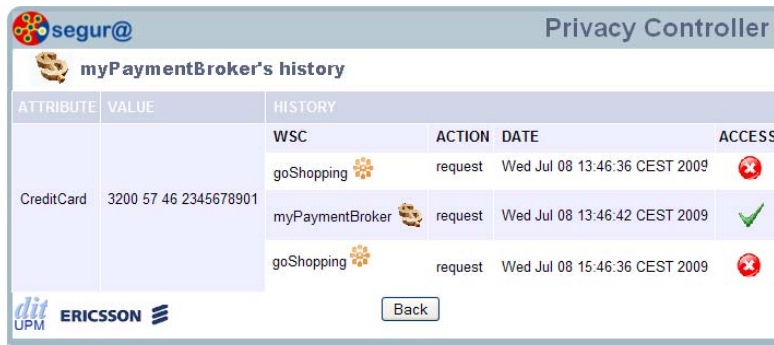 segur@ Privacy Controller
myPaymentBroker's history
ATTRIBUTE VALUE HISTORY
WSC ACTION DATE ACCESS
goShopping request Wed Jul 08 13:46:36 CEST 2009
CreditCard 3200 57 46 2345678901 myPaymentBroker request Wed Jul 08 13:46:42 CEST 2009
goShopping request Wed Jul 08 15:46:36 CEST 2009
dit UPM ERICSSON Back